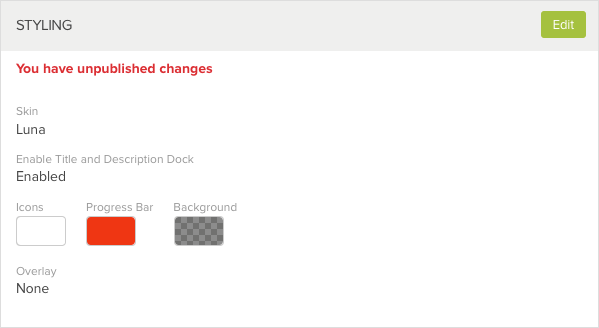 STYLING
Edit
You have unpublished changes
Skin
Luna
Enable Title and Description Dock
Enabled
Icons Progress Bar Background
Overlay
None